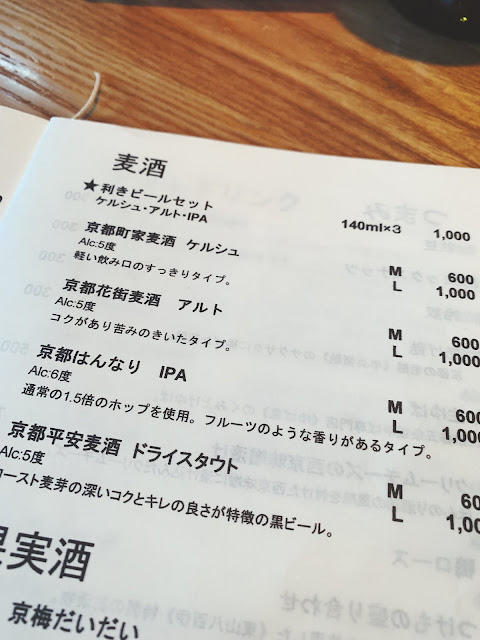 麦酒
★利きビールセット 140ml×3 1,000
ケルシュ・アルト・IPA
京都町家麦酒 ケルシュ M 600
Alc:5度 L 1,000
軽い飲み口のすっきりタイプ。
京都花街麦酒 アルト M 600
Alc:5度 L 1,000
コクがあり苦みのきいたタイプ。
京都はんなり IPA M 600
Alc:6度 L 1,000
通常の1.5倍のホップを使用。フルーツのような香りがあるタイプ。
京都平安麦酒 ドライスタウト M 60
Alc:5度 L 1,00
ロースト麦芽の深いコクとキレの良さが特徴の黒ビール。
果実酒
京梅だいだい